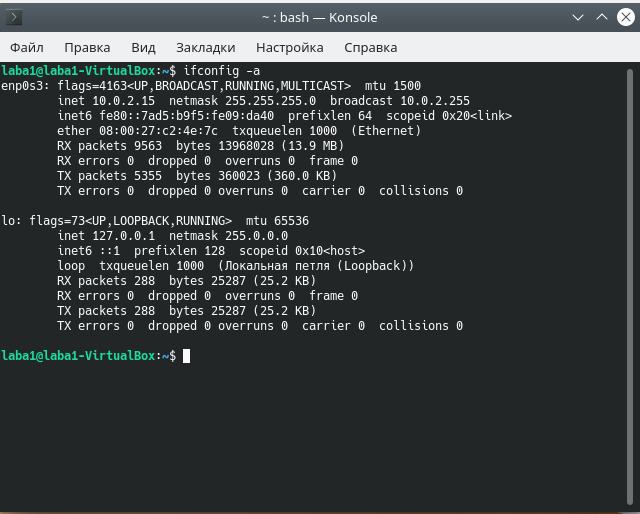 ~ : bash — Konsole
Файл Правка Вид Закладки Настройка Справка
laba1@laba1-VirtualBox:~$ ifconfig -a
enp0s3: flags=4163<UP,BROADCAST,RUNNING,MULTICAST>  mtu 1500
        inet 10.0.2.15  netmask 255.255.255.0  broadcast 10.0.2.255
        inet6 fe80::7ad5:b9f5:fe09:da40  prefixlen 64  scopeid 0x20<link>
        ether 08:00:27:c2:4e:7c  txqueuelen 1000  (Ethernet)
        RX packets 9563  bytes 13968028 (13.9 MB)
        RX errors 0  dropped 0  overruns 0  frame 0
        TX packets 5355  bytes 360023 (360.0 KB)
        TX errors 0  dropped 0 overruns 0  carrier 0  collisions 0
lo: flags=73<UP,LOOPBACK,RUNNING>  mtu 65536
        inet 127.0.0.1  netmask 255.0.0.0
        inet6 ::1  prefixlen 128  scopeid 0x10<host>
        loop  txqueuelen 1000  (Локальная петля (Loopback))
        RX packets 288  bytes 25287 (25.2 KB)
        RX errors 0  dropped 0  overruns 0  frame 0
        TX packets 288  bytes 25287 (25.2 KB)
        TX errors 0  dropped 0 overruns 0  carrier 0  collisions 0
laba1@laba1-VirtualBox:~$